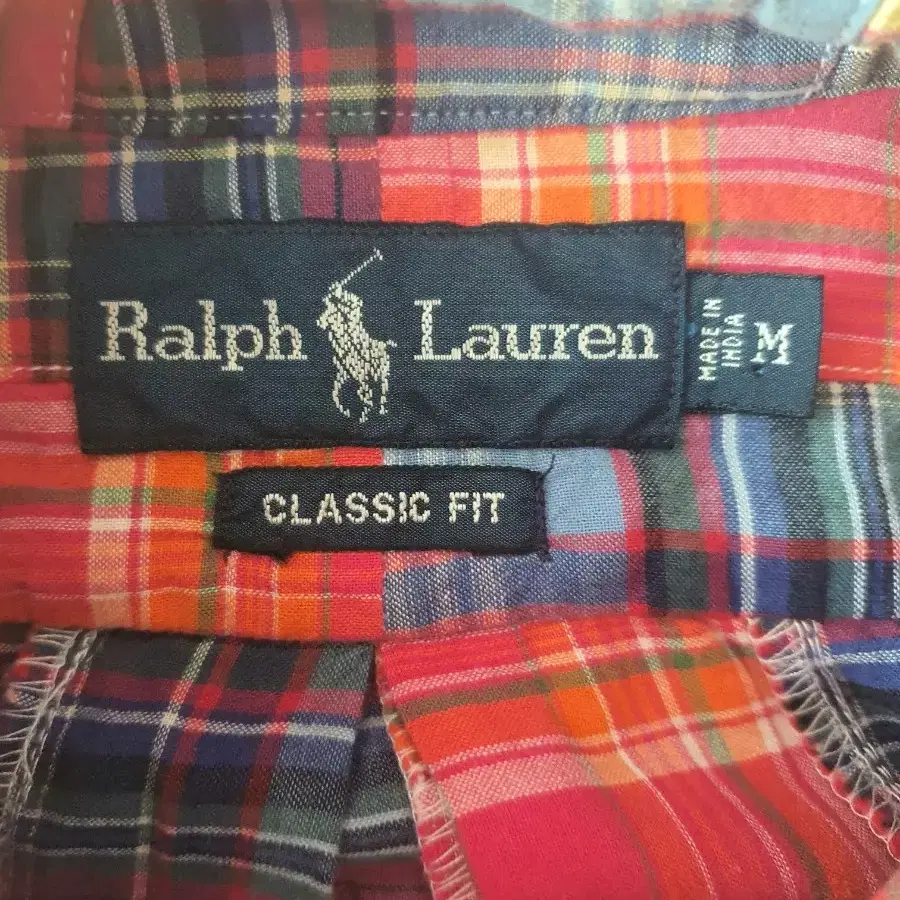 Ralph Lauren
MADE IN
INDIA
M
CLASSIC FIT